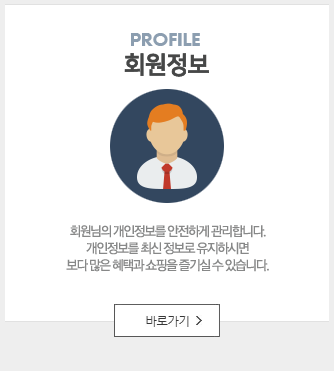 PROFILE
회원정보
회원님의 개인정보를 안전하게 관리합니다.
개인정보를 최신 정보로 유지하시면
보다 많은 혜택과 쇼핑을 즐기실 수 있습니다.
바로가기 >